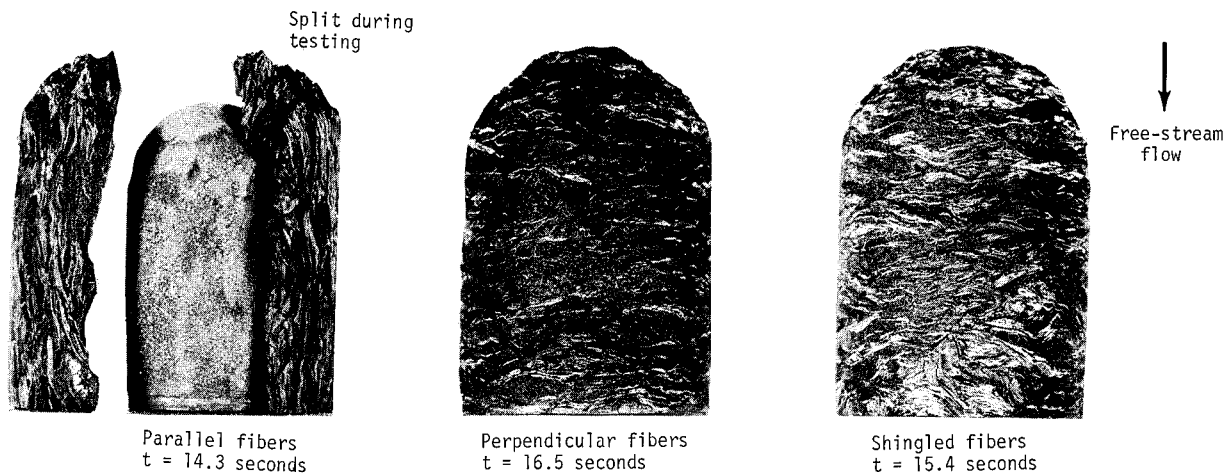 Split during
testing
Free-stream
flow
Parallel fibers
t = 14.3 seconds
Perpendicular fibers
t = 16.5 seconds
Shingled fibers
t = 15.4 seconds